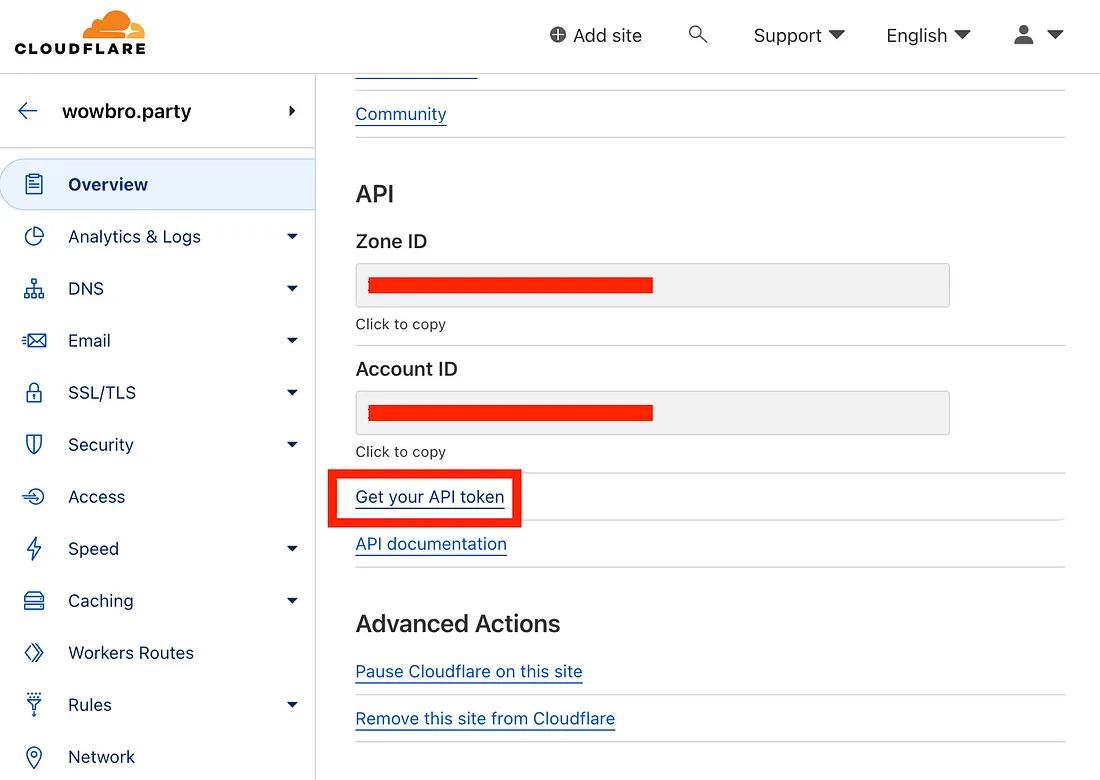 CLOUDFLARE
Add site
Support
English
wowbro.party
Overview
Analytics & Logs
DNS
Email
SSL/TLS
Security
Access
Speed
Caching
Workers Routes
Rules
Network
Community
API
Zone ID
Click to copy
Account ID
Click to copy
Get your API token
API documentation
Advanced Actions
Pause Cloudflare on this site
Remove this site from Cloudflare